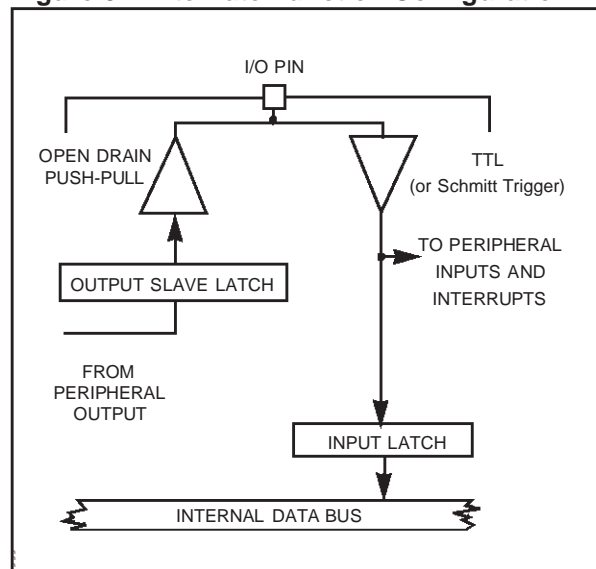 I/O PIN
OPEN DRAIN
PUSH-PULL
TTL
(or Schmitt Trigger)
TO PERIPHERAL
INPUTS AND
INTERRUPTS
OUTPUT SLAVE LATCH
FROM
PERIPHERAL
OUTPUT
INPUT LATCH
INTERNAL DATA BUS